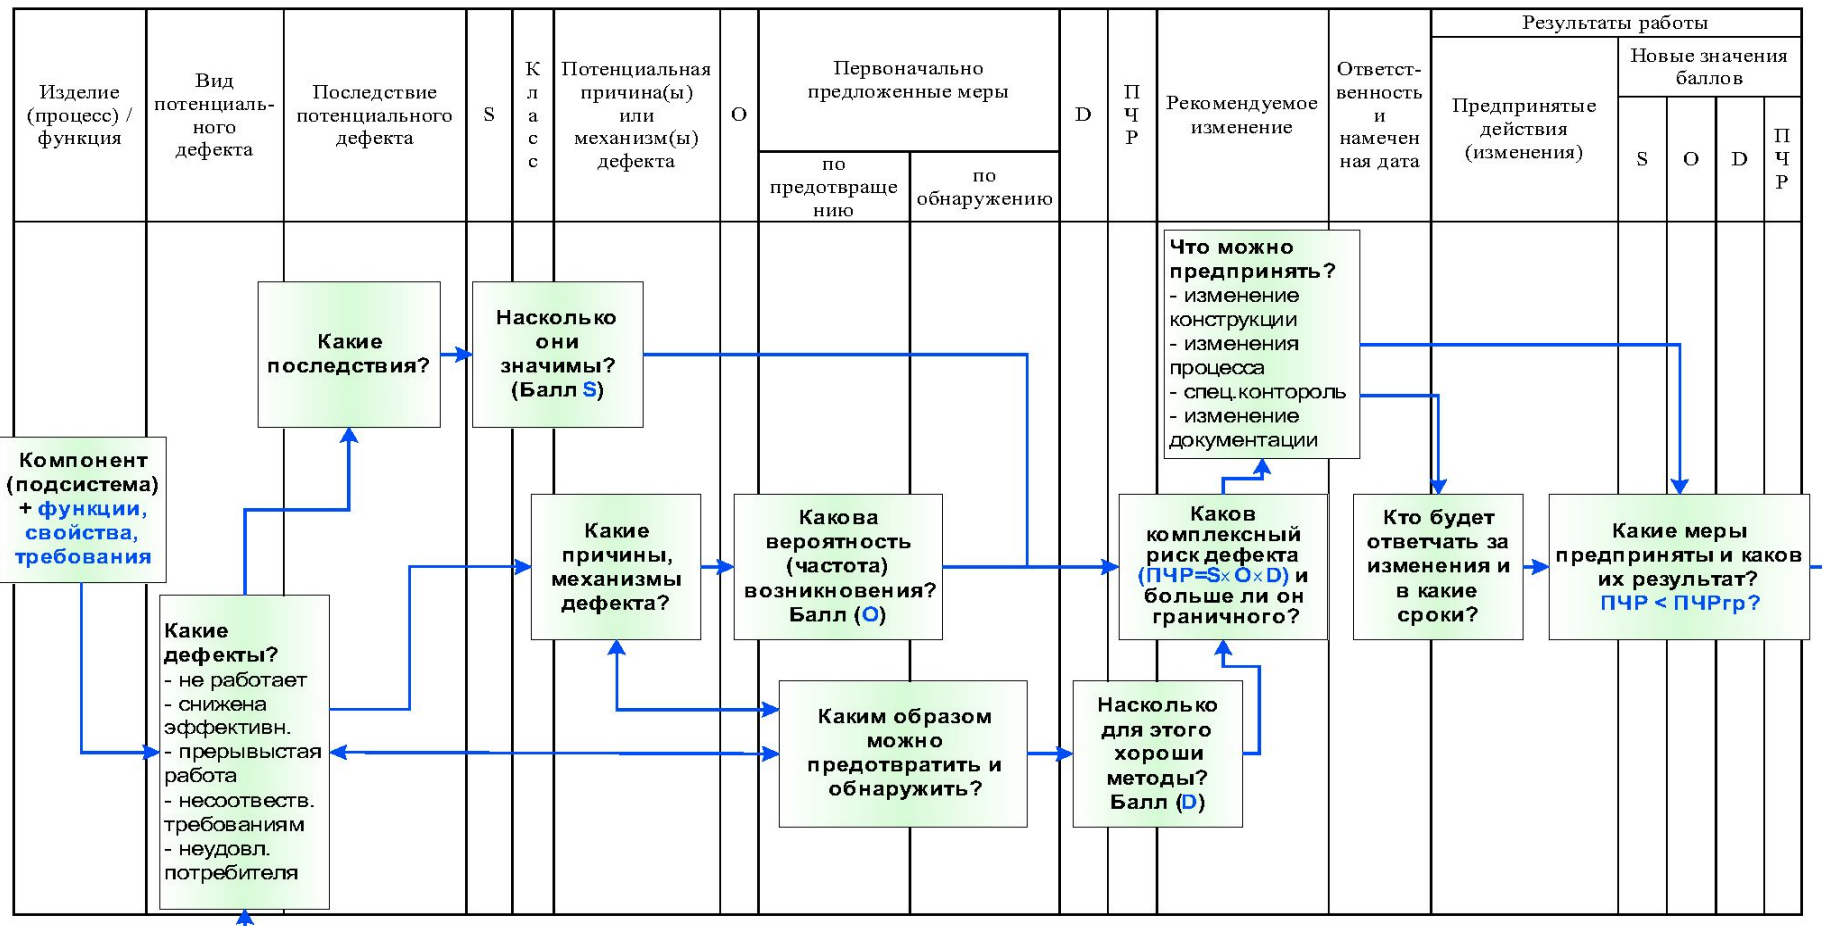 Изделие
(процесс) /
функция
Вид
потенциаль-
ного
дефекта
Последствие
потенциального
дефекта
S
К
л
а
с
с
Потенциальная
причина(ы)
или
механизм(ы)
дефекта
O
Первоначально
предложенные меры
по
предотвраще
нию
по
обнаружению
D
П
Ч
Р
Рекомендуемое
изменение
Ответст-
венность
и
намечен
ная дата
Результаты работы
Предпринятые
действия
(изменения)
Новые значения
баллов
S
O
D
П
Ч
Р
Компонент
(подсистема)
+ функции,
свойства,
требования
Какие
дефекты?
- не работает
- снижена
эффективн.
- прерывыстая
работа
- несоотвеств.
требованиям
- неудовл.
потребителя
Какие
последствия?
Насколько
они
значимы?
(Балл S)
Какие
причины,
механизмы
дефекта?
Какова
вероятность
(частота)
возникновения?
Балл (O)
Каким образом
можно
предотвратить и
обнаружить?
Насколько
для этого
хороши
методы?
Балл (D)
Каков
комплексный
риск дефекта
(ПЧР=S×O×D) и
больше ли он
граничного?
Что можно
предпринять?
- изменение
конструкции
- изменения
процесса
- спец.контороль
- изменение
документации
Кто будет
ответчать за
изменения и
в какие
сроки?
Какие меры
предприняты и каков
их результат?
ПЧР < ПЧРгр?